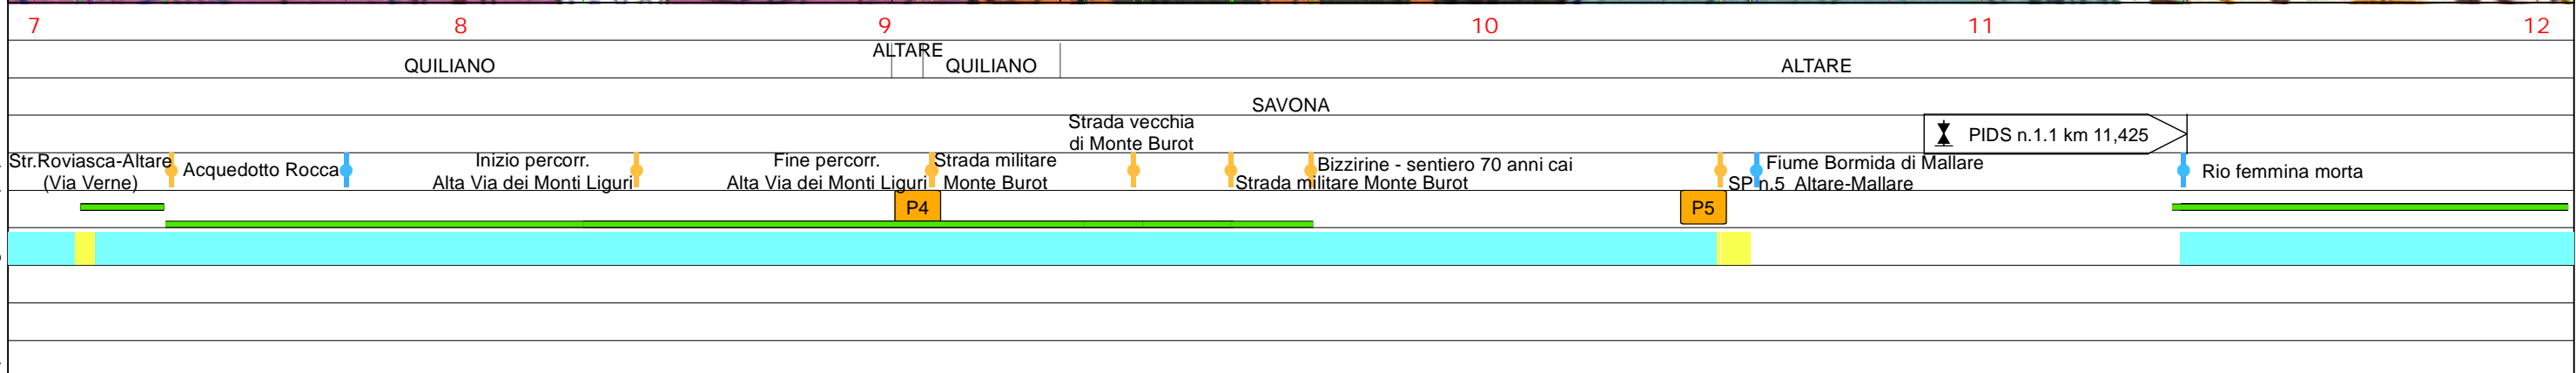 7 8 9 10 11 12
ALTARE
QUILIANO QUILIANO ALTARE
SAVONA
Strada vecchia
di Monte Burot
PIDS n.1.1 km 11,425
Str.Roviasca-Altare
(Via Verne)
Acquedotto Rocca
Inizio percorr.
Alta Via dei Monti Liguri
Fine percorr.
Alta Via dei Monti Liguri
Strada militare
Monte Burot
Strada militare Monte Burot
Bizzirine - sentiero 70 anni cai
SP n.5 Altare-Mallare
Fiume Bormida di Mallare
Rio femmina morta
P4
P5